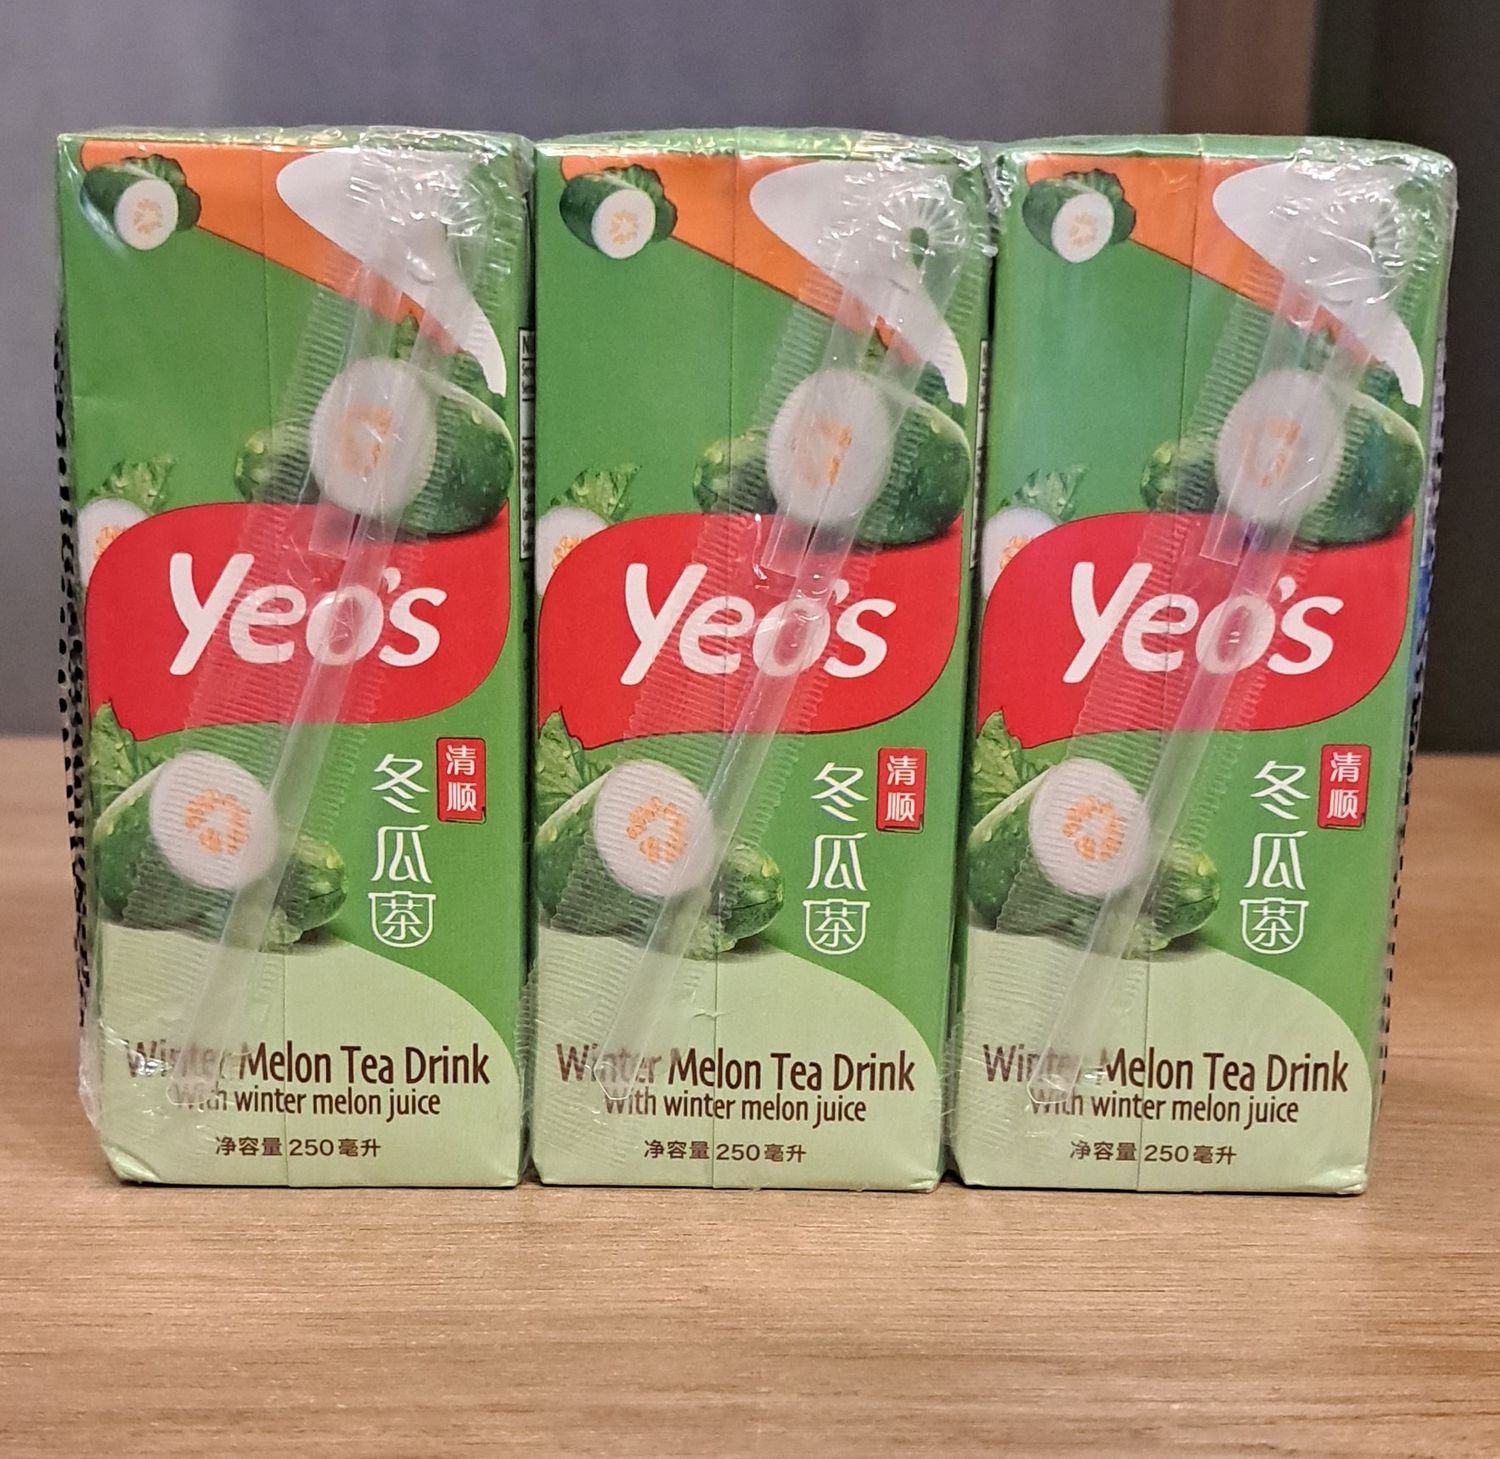 Yeo's
清顺
冬瓜茶
Winter Melon Tea Drink
With winter melon juice
净容量 250毫升
Yeo's
清顺
冬瓜茶
Winter Melon Tea Drink
With winter melon juice
净容量 250毫升
Yeo's
清顺
冬瓜茶
Winter Melon Tea Drink
With winter melon juice
净容量 250毫升